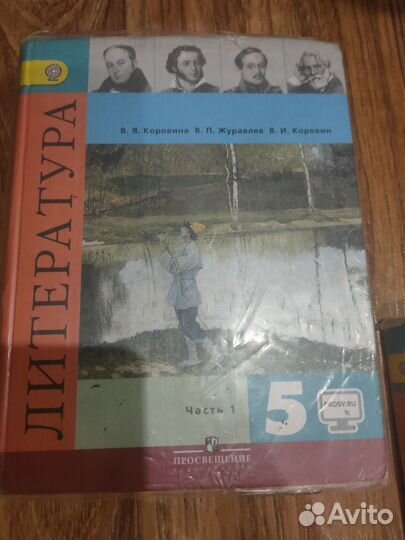 В. Я. Коровина В. П. Журавлев В. И. Коровин
ЛИТЕРАТУРА
Часть 1
5
PROSV.RU
ПРОСВЕЩЕНИЕ
Avito